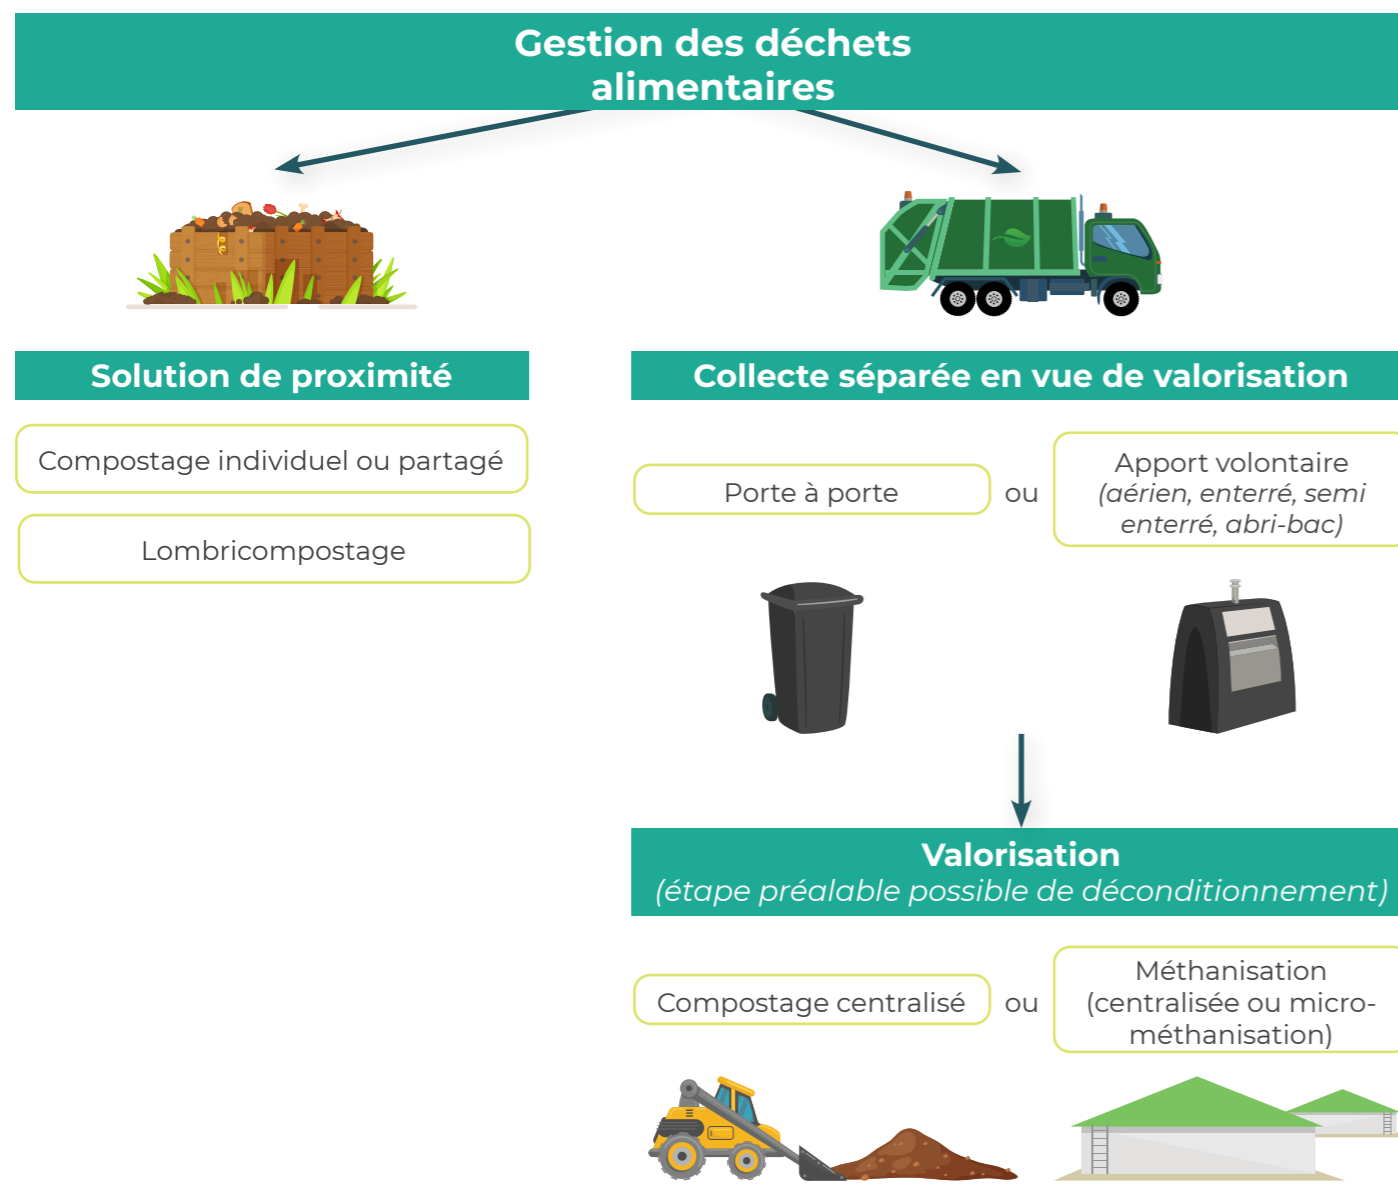 Gestion des déchets
alimentaires
Solution de proximité
Compostage individuel ou partagé
Lombricompostage
Collecte séparée en vue de valorisation
Porte à porte
ou
Apport volontaire
(aérien, enterré, semi
enterré, abri-bac)
Valorisation
(étape préalable possible de déconditionnement)
Compostage centralisé
ou
Méthanisation
(centralisée ou micro-
méthanisation)